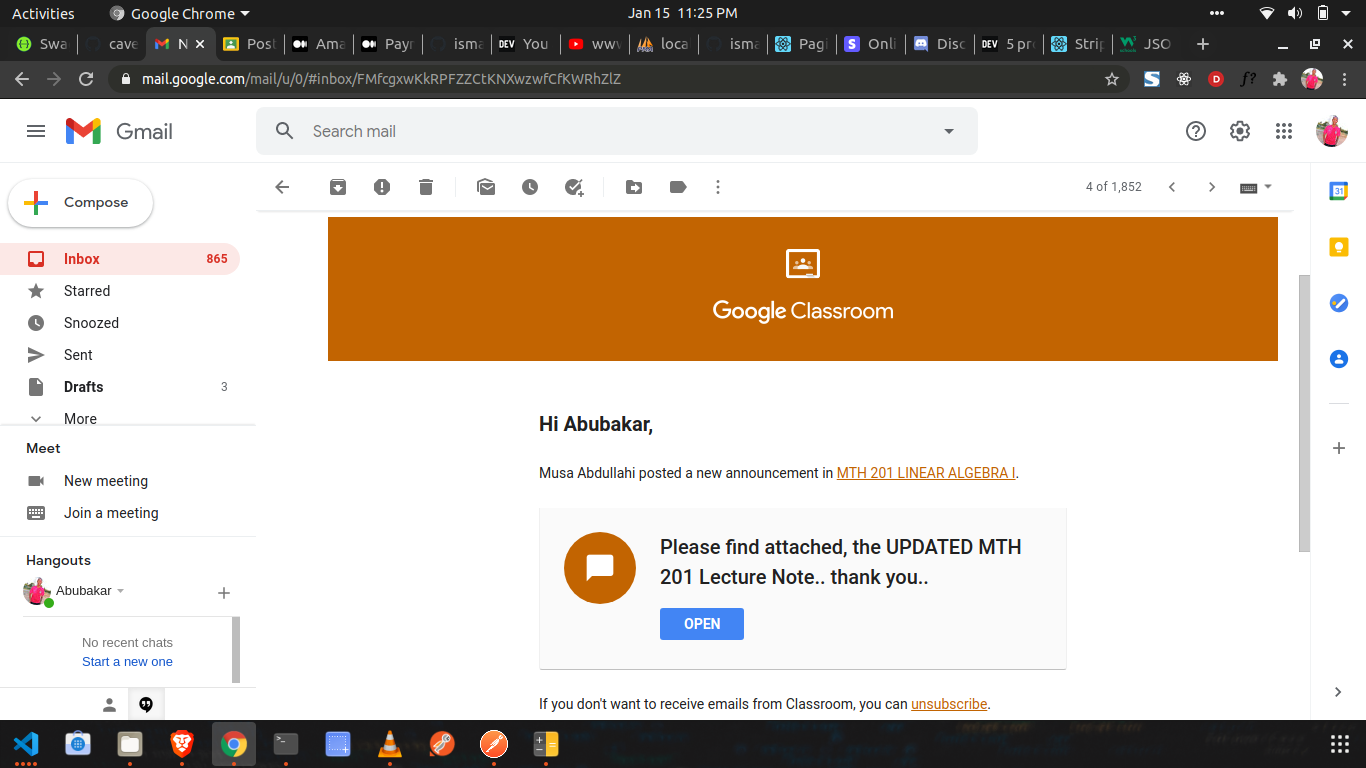 Activities
Google Chrome
Jan 15 11:25 PM
Swa
cave
N
Post
Ama
Payr
isma
DEV
You
www
loca
isma
Pagi
Onli
Disc
DEV
5 pro
Strip
JSO
mail.google.com/mail/u/0/#inbox/FMfcgxwKkRPFZZCtKNXwzwfCfKWRhZlZ
Gmail
Search mail
4 of 1,852
Compose
Inbox 865
Starred
Snoozed
Sent
Drafts 3
More
Meet
New meeting
Join a meeting
Hangouts
Abubakar
No recent chats
Start a new one
Google Classroom
Hi Abubakar,
Musa Abdullahi posted a new announcement in MTH 201 LINEAR ALGEBRA I.
Please find attached, the UPDATED MTH
201 Lecture Note.. thank you..
OPEN
If you don't want to receive emails from Classroom, you can unsubscribe.
31